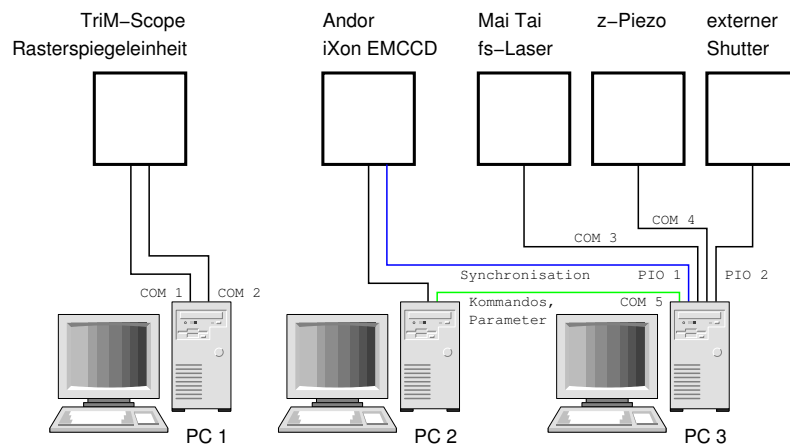 TriM−Scope
Rasterspiegeleinheit
Andor
iXon EMCCD
Mai Tai
fs−Laser
z−Piezo
externer
Shutter
COM 4
COM 3
Synchronisation
PIO 1
PIO 2
COM 1
COM 2
Kommandos,
Parameter
COM 5
PC 1
PC 2
PC 3